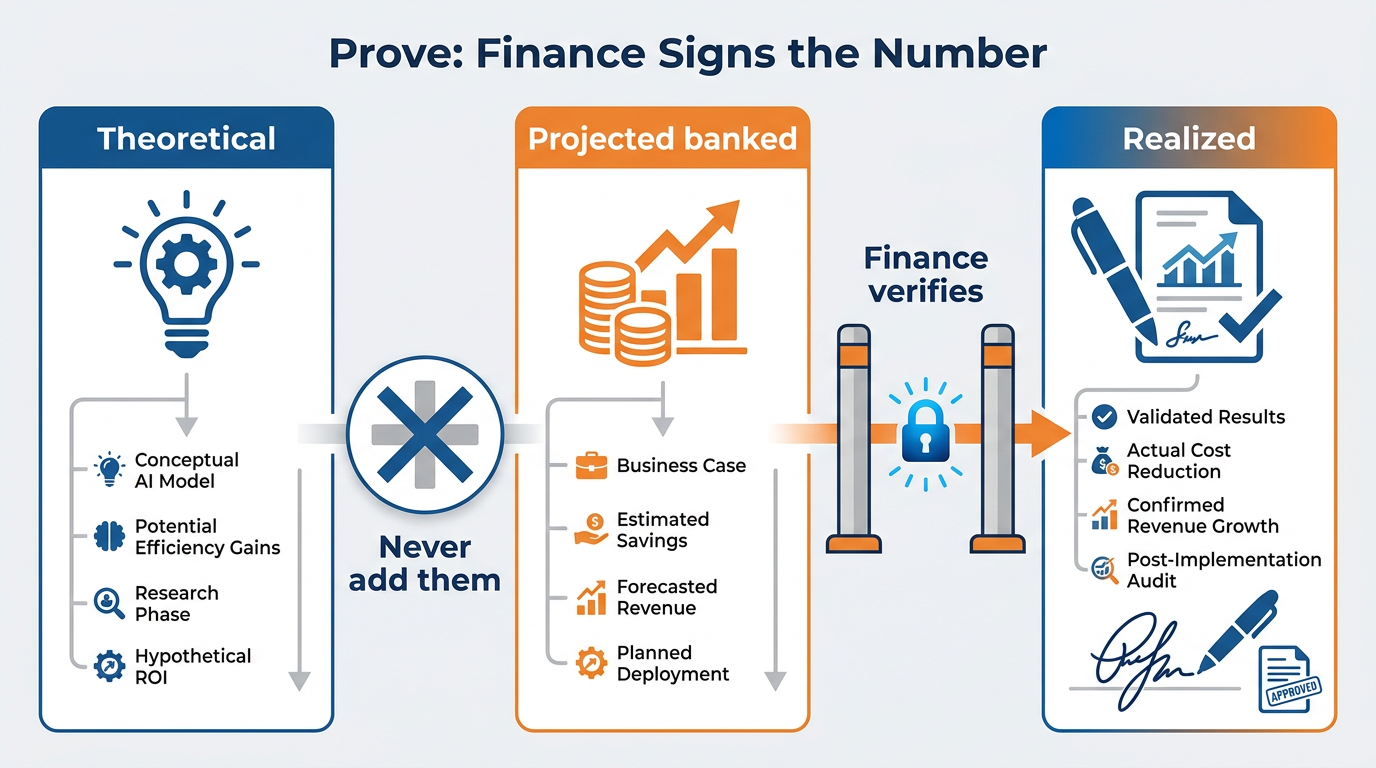 Prove: Finance Signs the Number
Theoretical
Conceptual
AI Model
Potential
Efficiency Gains
Research
Phase
Hypothetical
ROI
Never
add them
Projected banked
Business Case
Estimated
Savings
Forecasted
Revenue
Planned
Deployment
Finance
verifies
Realized
Validated Results
Actual Cost
Reduction
Confirmed
Revenue Growth
Post-Implementation
Audit
APPROVED